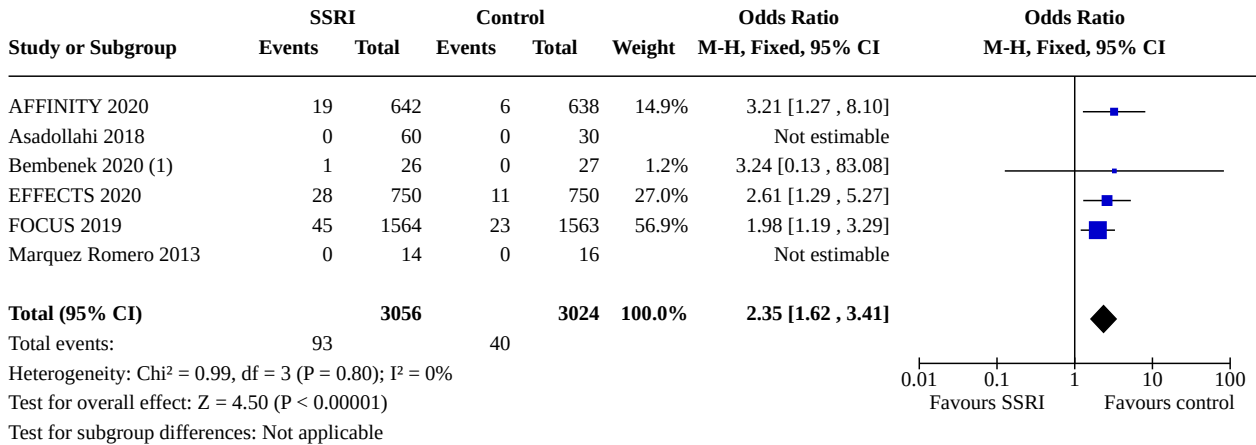 SSRI Control Odds Ratio Odds Ratio
Study or Subgroup Events Total Events Total Weight M-H, Fixed, 95% CI M-H, Fixed, 95% CI
AFFINITY 2020 19 642 6 638 14.9% 3.21 [1.27 , 8.10]
Asadollahi 2018 0 60 0 30 Not estimable
Bembenek 2020 (1) 1 26 0 27 1.2% 3.24 [0.13 , 83.08]
EFFECTS 2020 28 750 11 750 27.0% 2.61 [1.29 , 5.27]
FOCUS 2019 45 1564 23 1563 56.9% 1.98 [1.19 , 3.29]
Marquez Romero 2013 0 14 0 16 Not estimable
Total (95% CI) 3056 3024 100.0% 2.35 [1.62 , 3.41]
Total events: 93 40
Heterogeneity: Chi² = 0.99, df = 3 (P = 0.80); I² = 0%
0.01 0.1 1 10 100
Test for overall effect: Z = 4.50 (P < 0.00001)
Favours SSRI Favours control
Test for subgroup differences: Not applicable